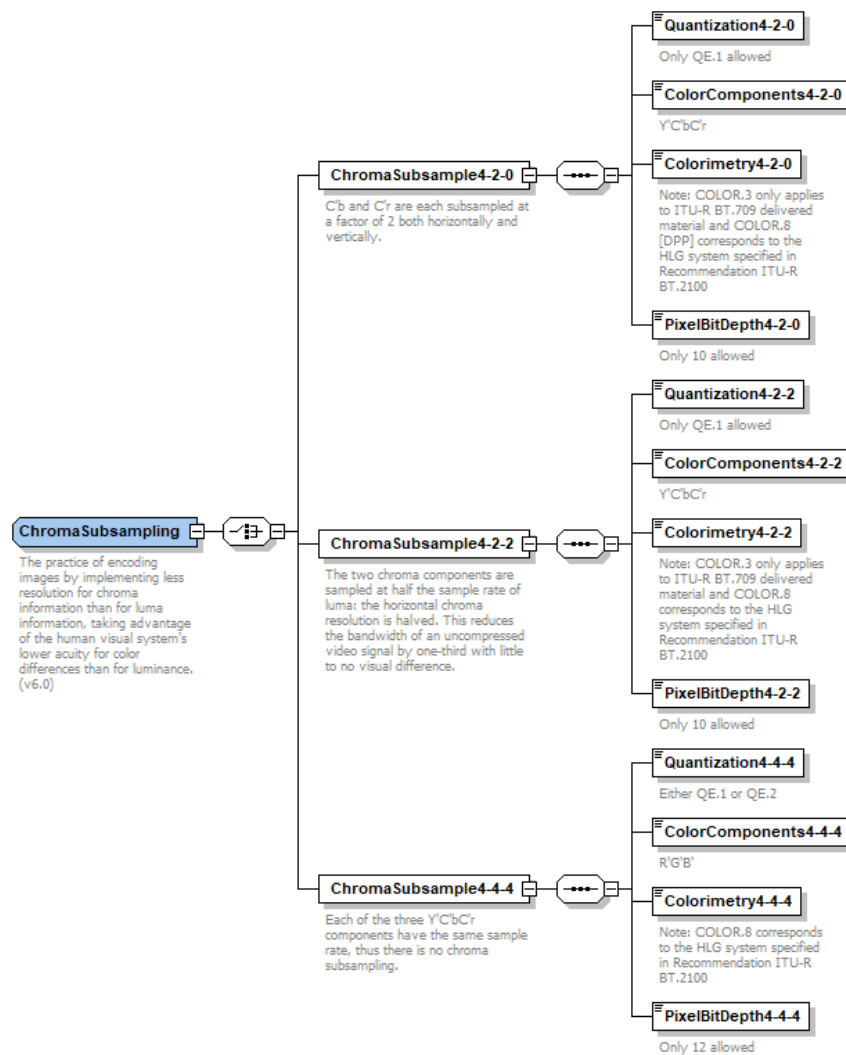 Quantization4-2-0
Only QE.1 allowed
ColorComponents4-2-0
Y'C'bC'r
ChromaSubsample4-2-0
C'b and C'r are each subsampled at
a factor of 2 both horizontally and
vertically.
Colorimetry4-2-0
Note: COLOR.3 only applies
to ITU-R BT.709 delivered
material and COLOR.8
[DPP] corresponds to the
HLG system specified in
Recommendation ITU-R
BT.2100
PixelBitDepth4-2-0
Only 10 allowed
Quantization4-2-2
Only QE.1 allowed
ColorComponents4-2-2
Y'C'bC'r
ChromaSubsampling
The practice of encoding
images by implementing less
resolution for chroma
information than for luma
information, taking advantage
of the human visual system's
lower acuity for color
differences than for luminance.
(v6.0)
ChromaSubsample4-2-2
The two chroma components are
sampled at half the sample rate of
luma: the horizontal chroma
resolution is halved. This reduces
the bandwidth of an uncompressed
video signal by one-third with little
to no visual difference.
Colorimetry4-2-2
Note: COLOR.3 only applies
to ITU-R BT.709 delivered
material and COLOR.8
corresponds to the HLG
system specified in
Recommendation ITU-R
BT.2100
PixelBitDepth4-2-2
Only 10 allowed
Quantization4-4-4
Either QE.1 or QE.2
ColorComponents4-4-4
R'G'B'
ChromaSubsample4-4-4
Each of the three Y'C'bC'r
components have the same sample
rate, thus there is no chroma
subsampling.
Colorimetry4-4-4
Note: COLOR.8 corresponds
to the HLG system specified
in Recommendation ITU-R
BT.2100
PixelBitDepth4-4-4
Only 12 allowed